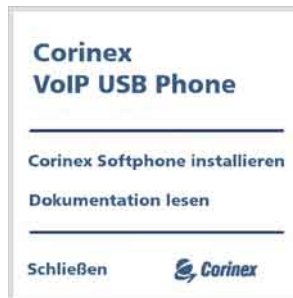 Corinex
VoIP USB Phone
Corinex Softphone installieren
Dokumentation lesen
Schließen
Corinex